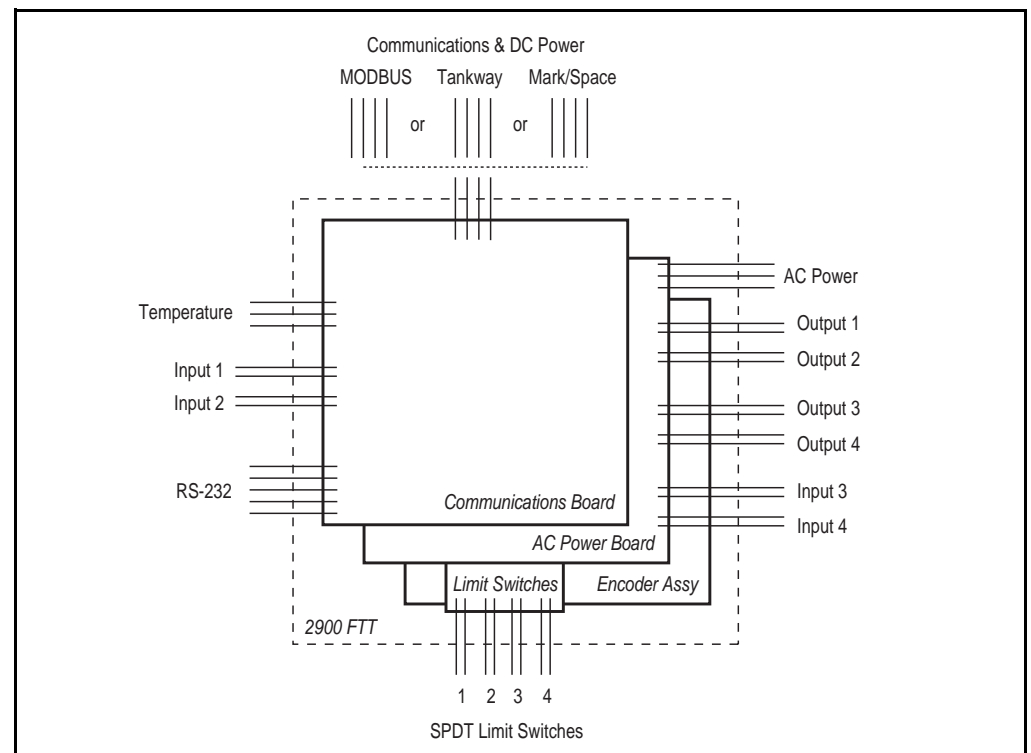 Communications & DC Power
MODBUS Tankway Mark/Space
or or
Temperature
Input 1
Input 2
RS-232
AC Power
Output 1
Output 2
Output 3
Output 4
Input 3
Input 4
Communications Board
AC Power Board
Limit Switches Encoder Assy
2900 FTT
1 2 3 4
SPDT Limit Switches